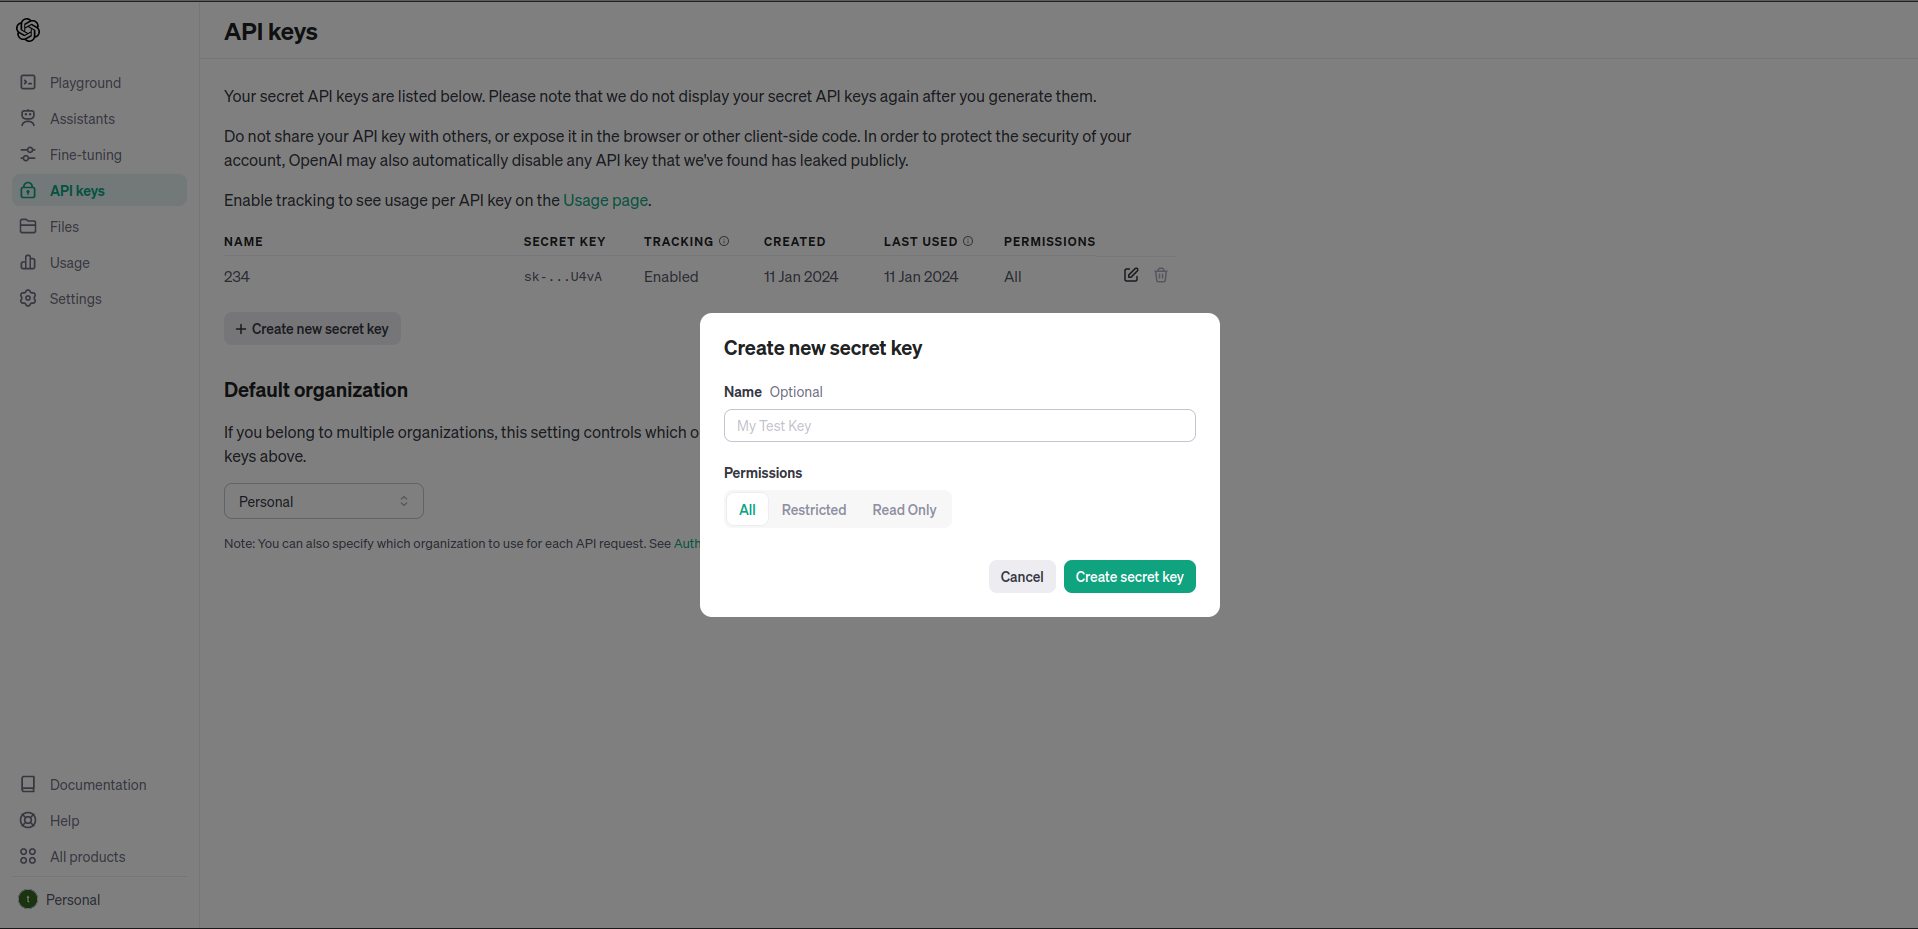 API keys
Playground
Assistants
Fine-tuning
API keys
Files
Usage
Settings
Your secret API keys are listed below. Please note that we do not display your secret API keys again after you generate them.
Do not share your API key with others, or expose it in the browser or other client-side code. In order to protect the security of your
account, OpenAI may also automatically disable any API key that we've found has leaked publicly.
Enable tracking to see usage per API key on the Usage page.
NAME SECRET KEY TRACKING CREATED LAST USED PERMISSIONS
234 sk-...U4vA Enabled 11 Jan 2024 11 Jan 2024 All
+ Create new secret key
Default organization
If you belong to multiple organizations, this setting controls which o
keys above.
Personal
Note: You can also specify which organization to use for each API request. See Auth
Create new secret key
Name Optional
My Test Key
Permissions
All Restricted Read Only
Cancel Create secret key
Documentation
Help
All products
t Personal